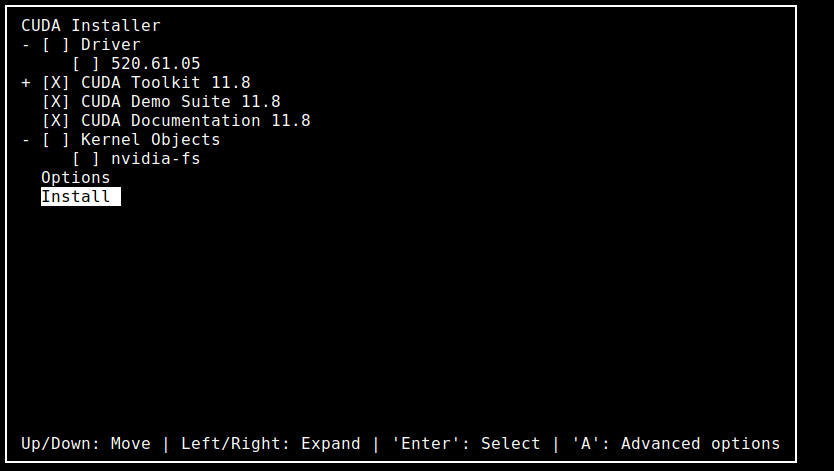 CUDA Installer
- [ ] Driver
     [ ] 520.61.05
+ [X] CUDA Toolkit 11.8
  [X] CUDA Demo Suite 11.8
  [X] CUDA Documentation 11.8
- [ ] Kernel Objects
     [ ] nvidia-fs
  Options
  Install
Up/Down: Move | Left/Right: Expand | 'Enter': Select | 'A': Advanced options